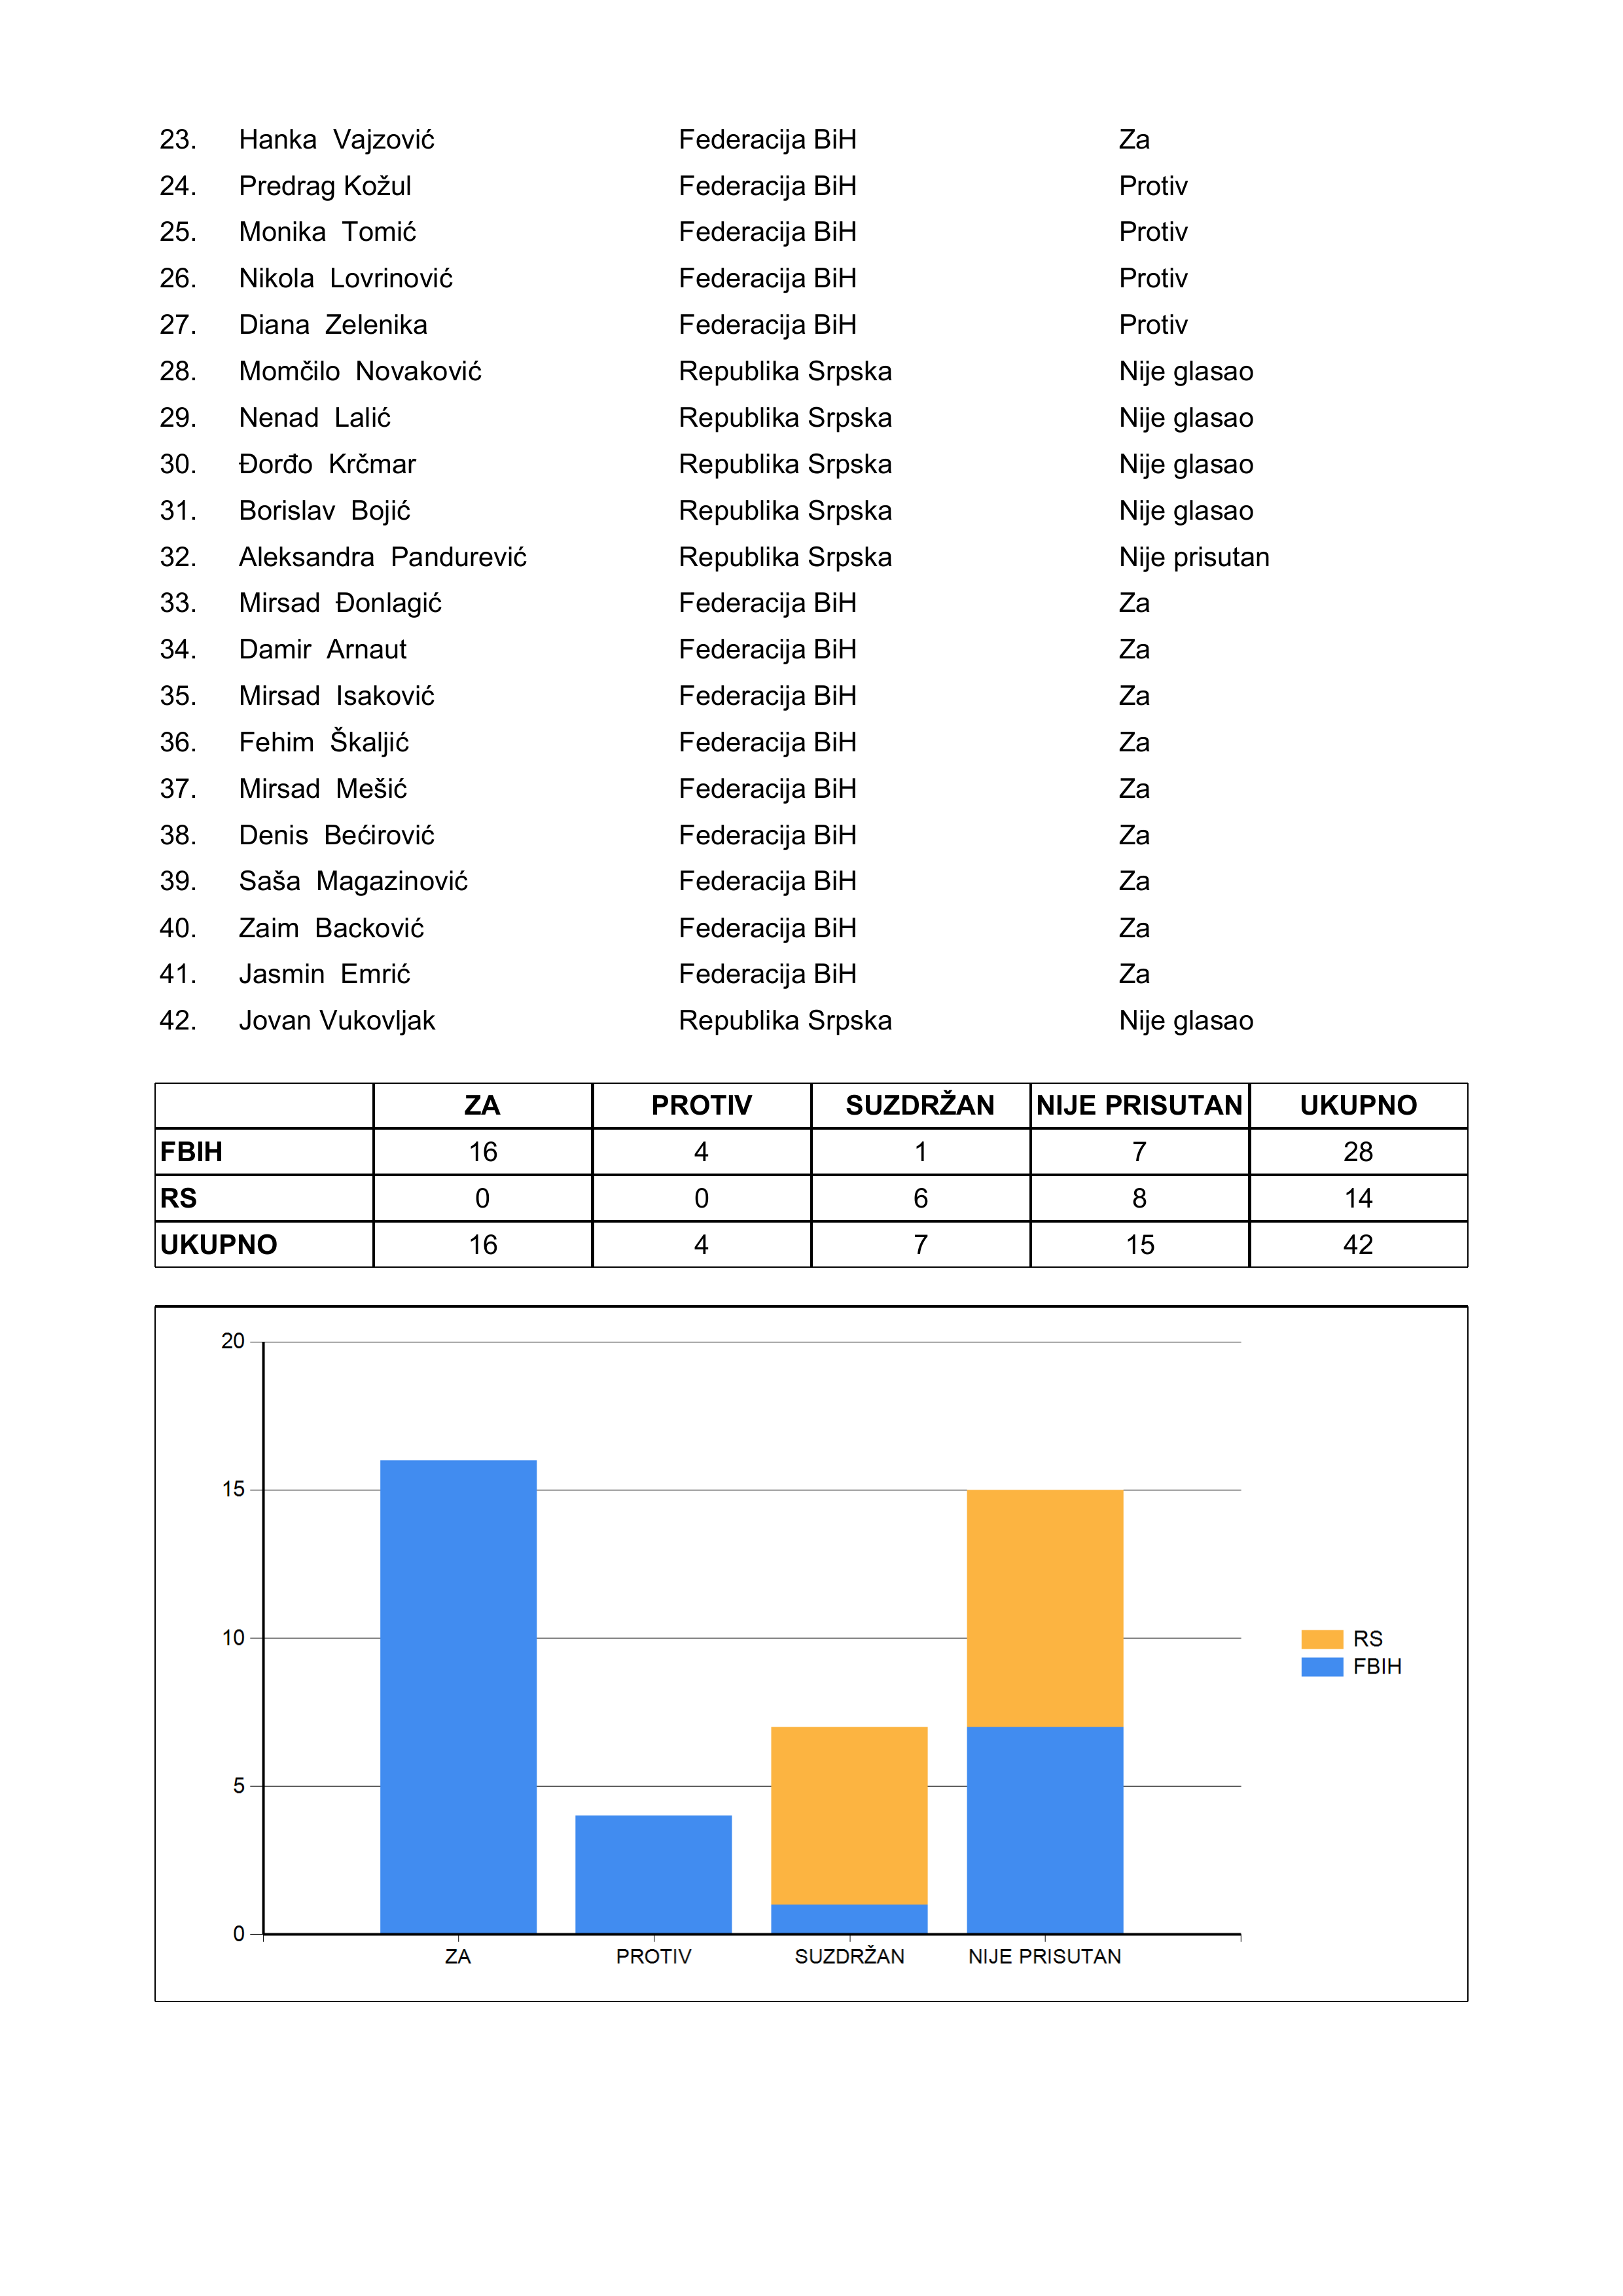 23. Hanka Vajzović Federacija BiH Za
24. Predrag Kožul Federacija BiH Protiv
25. Monika Tomić Federacija BiH Protiv
26. Nikola Lovrinović Federacija BiH Protiv
27. Diana Zelenika Federacija BiH Protiv
28. Momčilo Novaković Republika Srpska Nije glasao
29. Nenad Lalić Republika Srpska Nije glasao
30. Đorđo Krčmar Republika Srpska Nije glasao
31. Borislav Bojić Republika Srpska Nije glasao
32. Aleksandra Pandurević Republika Srpska Nije prisutan
33. Mirsad Đonlagić Federacija BiH Za
34. Damir Arnaut Federacija BiH Za
35. Mirsad Isaković Federacija BiH Za
36. Fehim Škaljić Federacija BiH Za
37. Mirsad Mešić Federacija BiH Za
38. Denis Bećirović Federacija BiH Za
39. Saša Magazinović Federacija BiH Za
40. Zaim Backović Federacija BiH Za
41. Jasmin Emrić Federacija BiH Za
42. Jovan Vukovljak Republika Srpska Nije glasao
ZA PROTIV SUZDRŽAN NIJE PRISUTAN UKUPNO
FBIH 16 4 1 7 28
RS 0 0 6 8 14
UKUPNO 16 4 7 15 42
20
15
10
5
0
ZA PROTIV SUZDRŽAN NIJE PRISUTAN
RS
FBIH